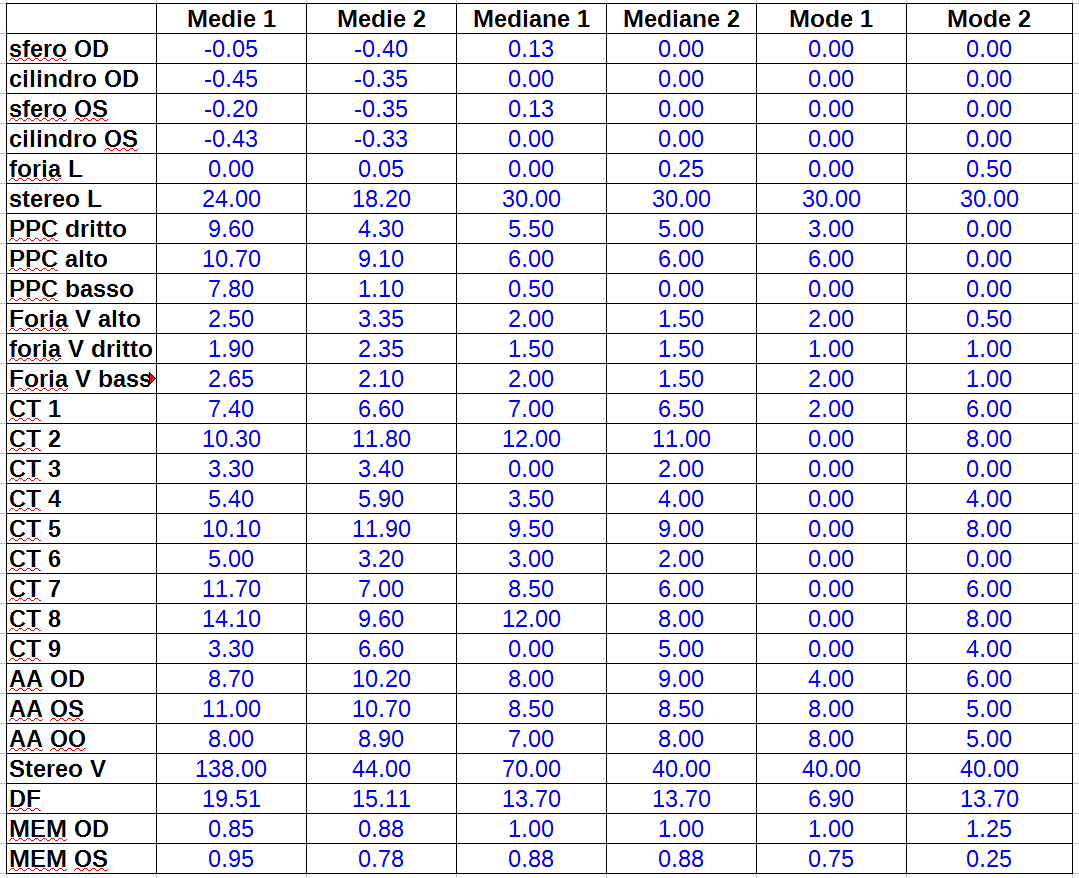 Medie 1 Medie 2 Mediane 1 Mediane 2 Mode 1 Mode 2
sfero OD -0.05 -0.40 0.13 0.00 0.00 0.00
cilindro OD -0.45 -0.35 0.00 0.00 0.00 0.00
sfero OS -0.20 -0.35 0.13 0.00 0.00 0.00
cilindro OS -0.43 -0.33 0.00 0.00 0.00 0.00
foria L 0.00 0.05 0.00 0.25 0.00 0.50
stereo L 24.00 18.20 30.00 30.00 30.00 30.00
PPC dritto 9.60 4.30 5.50 5.00 3.00 0.00
PPC alto 10.70 9.10 6.00 6.00 6.00 0.00
PPC basso 7.80 1.10 0.50 0.00 0.00 0.00
Foria V alto 2.50 3.35 2.00 1.50 2.00 0.50
foria V dritto 1.90 2.35 1.50 1.50 1.00 1.00
Foria V bass 2.65 2.10 2.00 1.50 2.00 1.00
CT 1 7.40 6.60 7.00 6.50 2.00 6.00
CT 2 10.30 11.80 12.00 11.00 0.00 8.00
CT 3 3.30 3.40 0.00 2.00 0.00 0.00
CT 4 5.40 5.90 3.50 4.00 0.00 4.00
CT 5 10.10 11.90 9.50 9.00 0.00 8.00
CT 6 5.00 3.20 3.00 2.00 0.00 0.00
CT 7 11.70 7.00 8.50 6.00 0.00 6.00
CT 8 14.10 9.60 12.00 8.00 0.00 8.00
CT 9 3.30 6.60 0.00 5.00 0.00 4.00
AA OD 8.70 10.20 8.00 9.00 4.00 6.00
AA OS 11.00 10.70 8.50 8.50 8.00 5.00
AA OO 8.00 8.90 7.00 8.00 8.00 5.00
Stereo V 138.00 44.00 70.00 40.00 40.00 40.00
DF 19.51 15.11 13.70 13.70 6.90 13.70
MEM OD 0.85 0.88 1.00 1.00 1.00 1.25
MEM OS 0.95 0.78 0.88 0.88 0.75 0.25